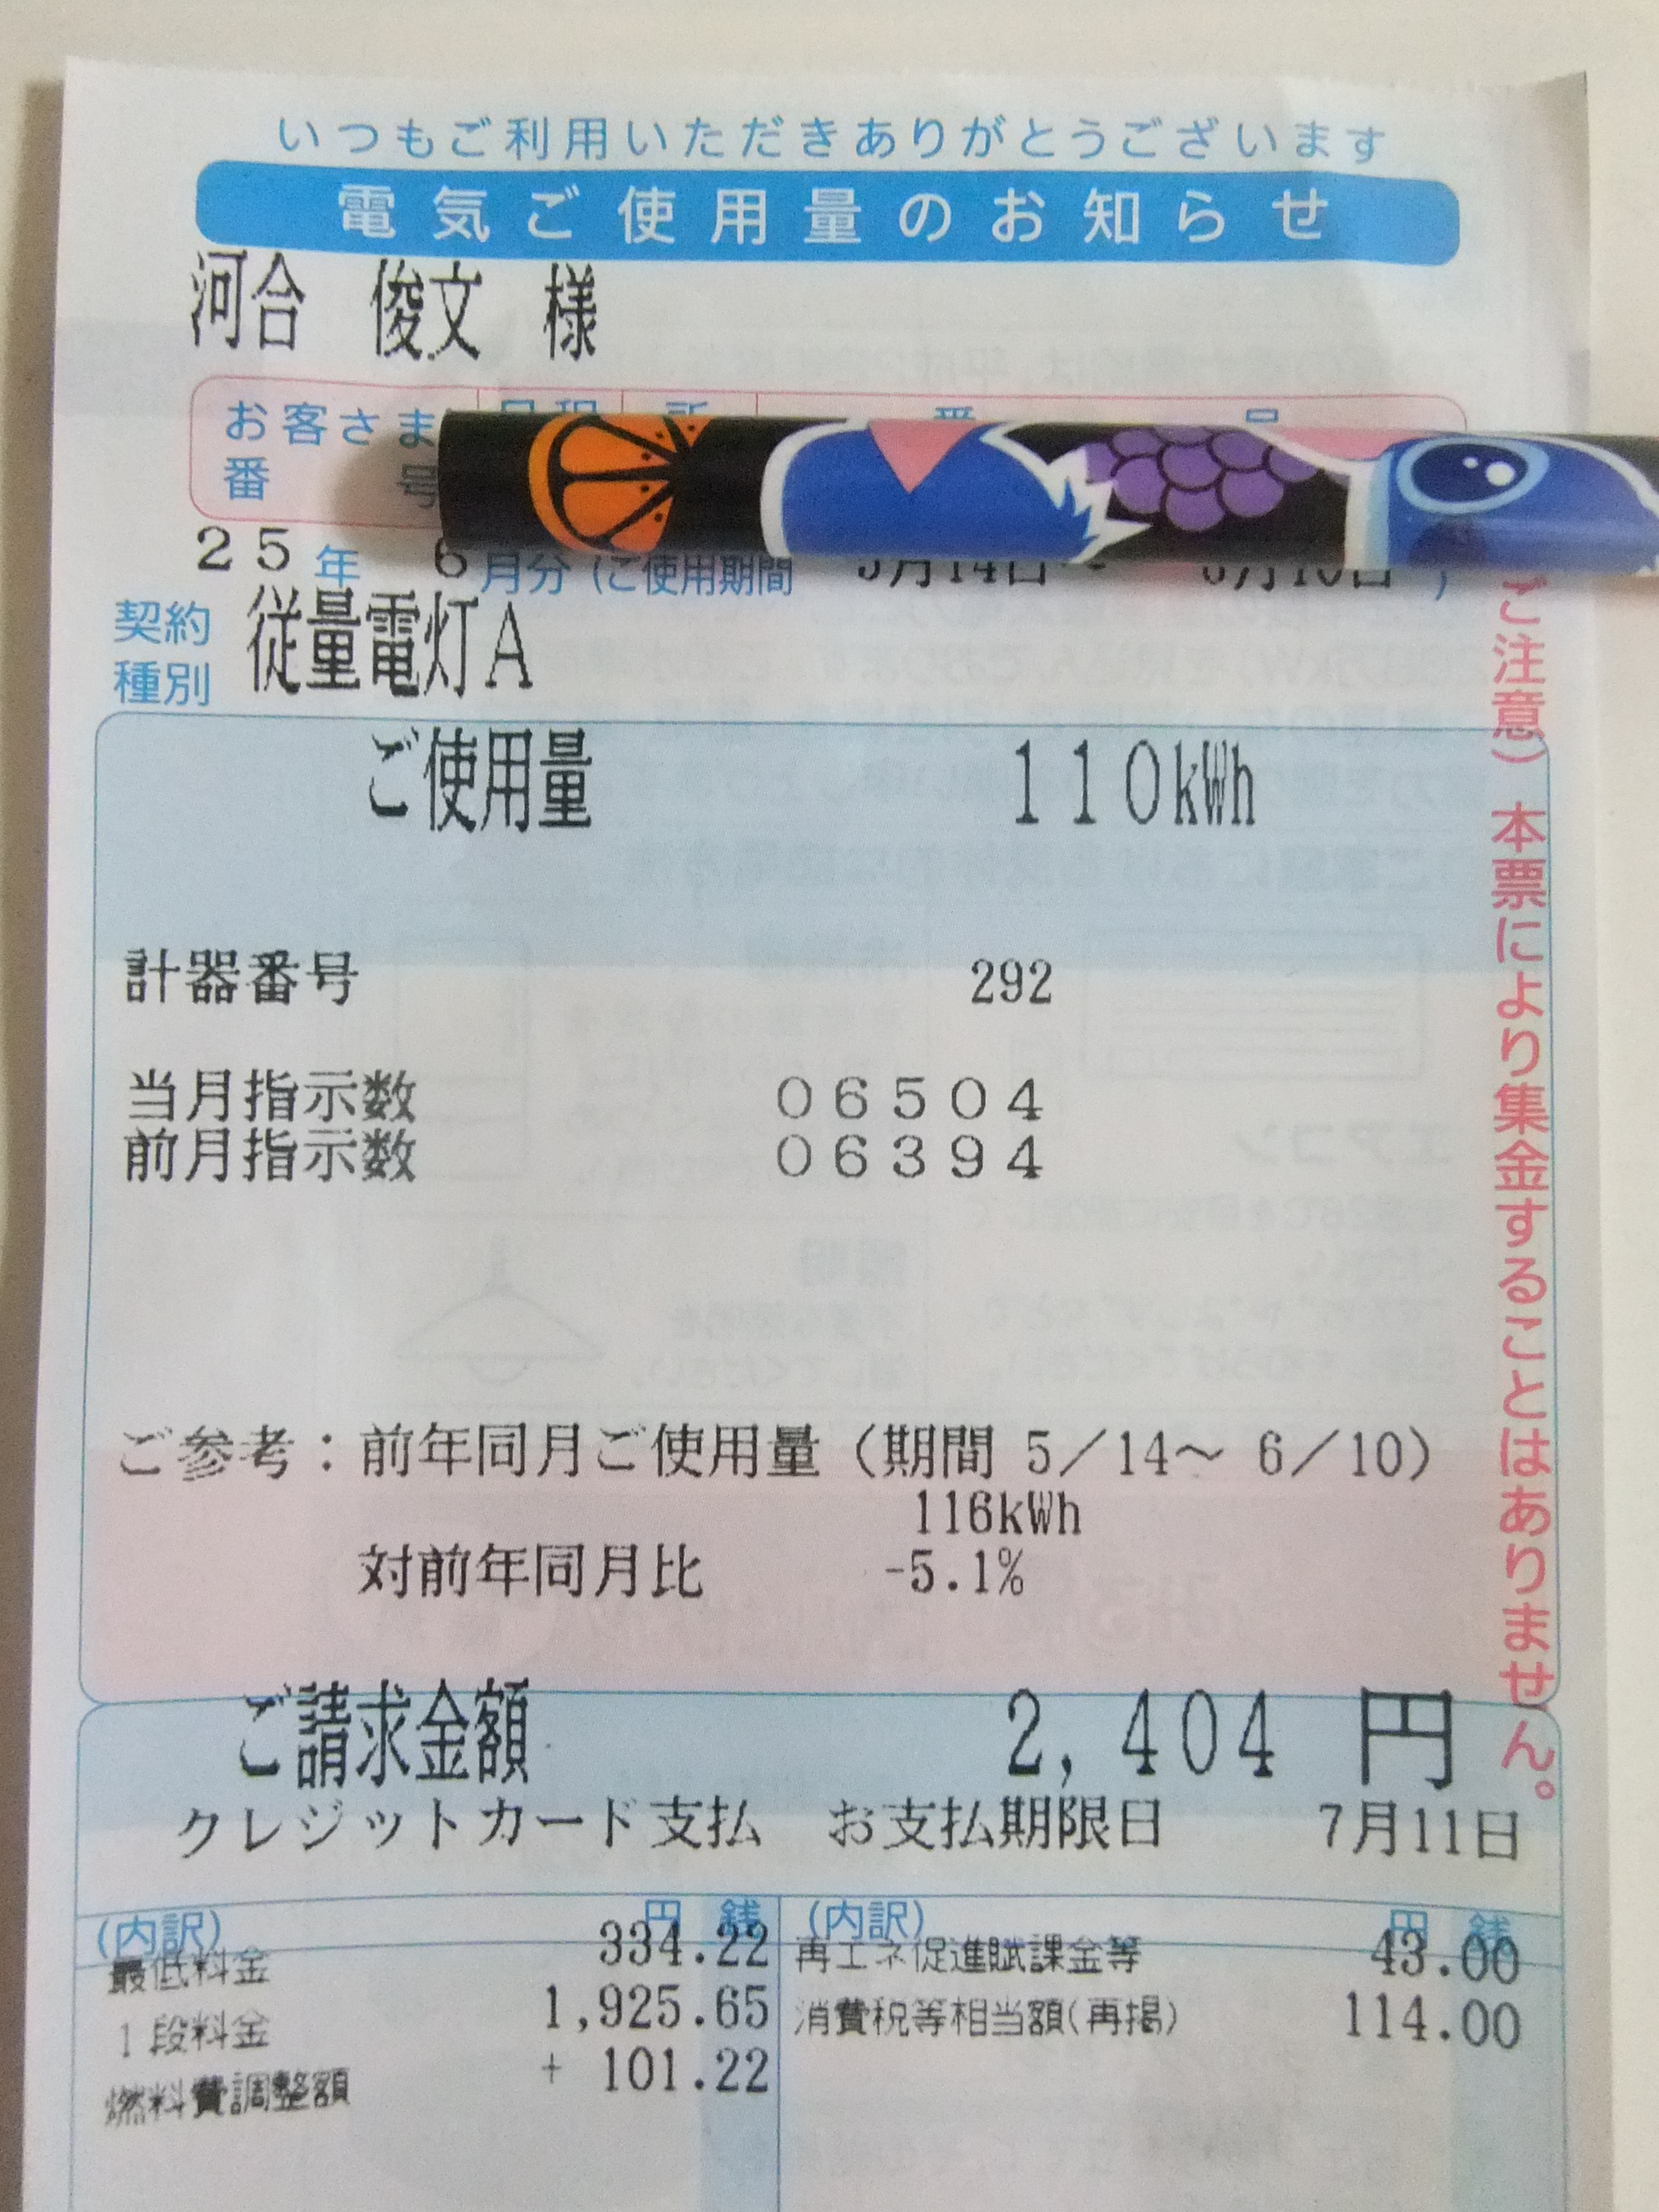 いつもご利用いただきありがとうございます
電気ご使用量のお知らせ
河合 俊文 様
お客さま
番 号
25年 6月分(ご使用期間 5月14日〜 6月10日)
契約
種別 従量電灯A
ご使用量 110kWh
計器番号 292
当月指示数 06504
前月指示数 06394
ご参考:前年同月ご使用量(期間 5/14〜 6/10)
116kWh
対前年同月比 -5.1%
ご請求金額 2,404 円
クレジットカード支払 お支払期限日 7月11日
(内訳) 円 銭 (内訳) 円 銭
最低料金 334.22 再エネ促進賦課金等 43.00
1段料金 1,925.65 消費税等相当額(再掲) 114.00
燃料費調整額 + 101.22
ご注意)本票により集金することはありません。